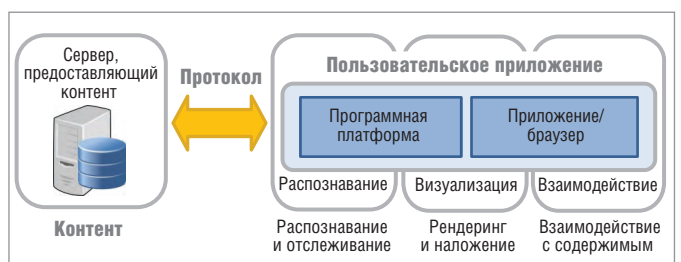 Сервер,
предоставляющий
контент
Контент
Протокол
Пользовательское приложение
Программная
платформа
Приложение/
браузер
Распознавание
Визуализация
Взаимодействие
Распознавание
и отслеживание
Рендеринг
и наложение
Взаимодействие
с содержимым